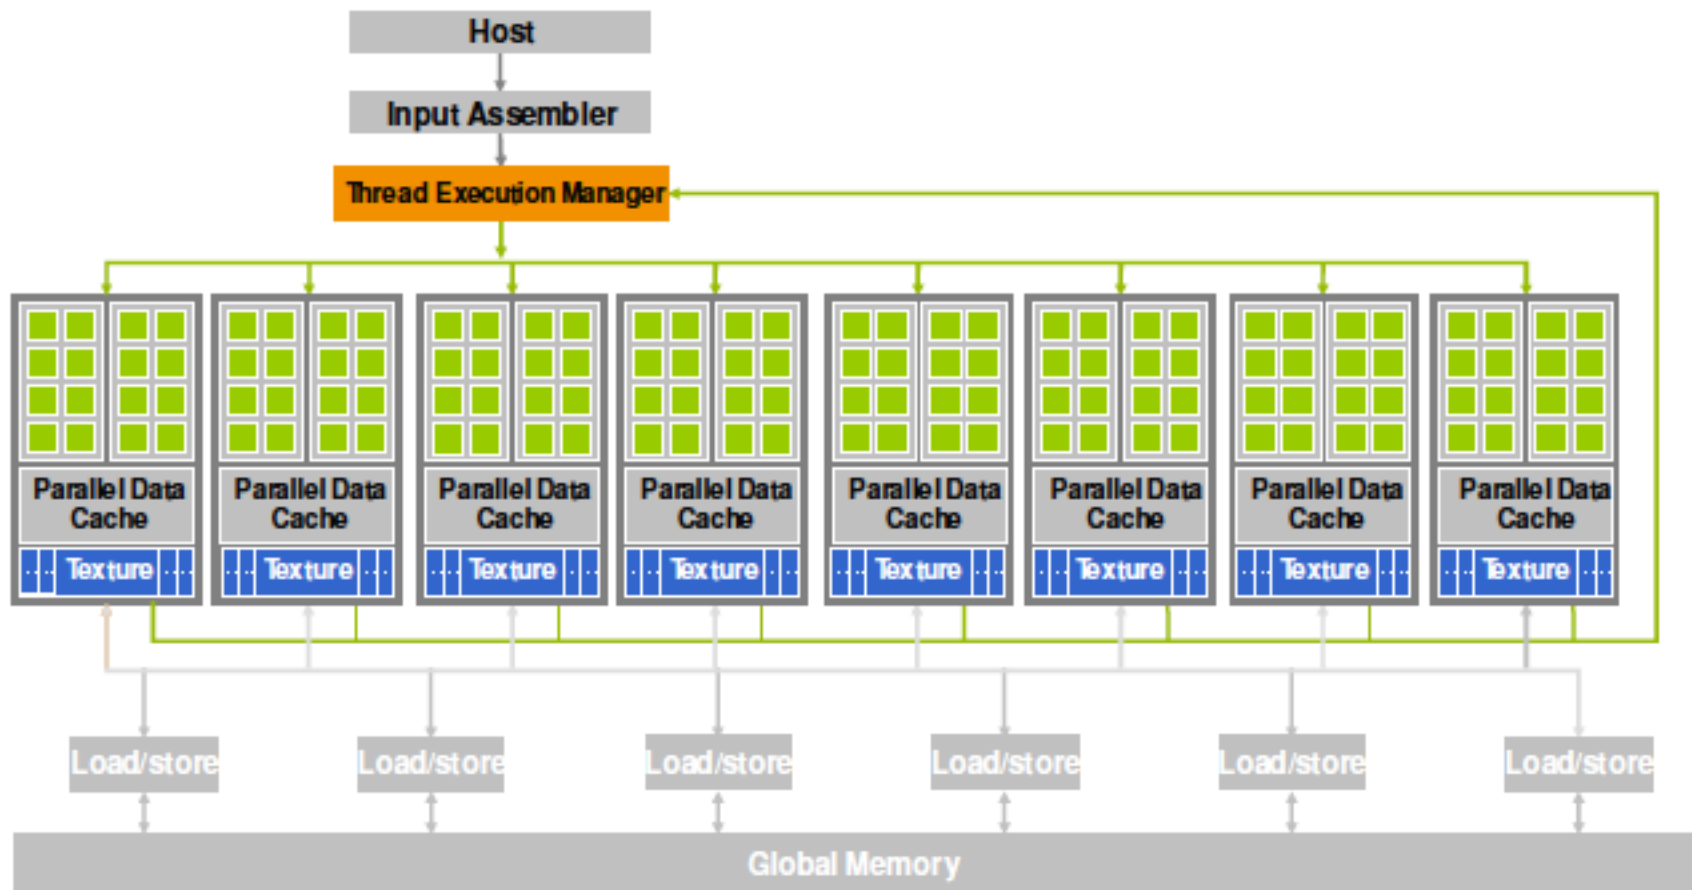 Host
Input Assembler
Thread Execution Manager
Parallel Data
Cache
Texture
Parallel Data
Cache
Texture
Parallel Data
Cache
Texture
Parallel Data
Cache
Texture
Parallel Data
Cache
Texture
Parallel Data
Cache
Texture
Parallel Data
Cache
Texture
Parallel Data
Cache
Texture
Load/store
Load/store
Load/store
Load/store
Load/store
Load/store
Global Memory